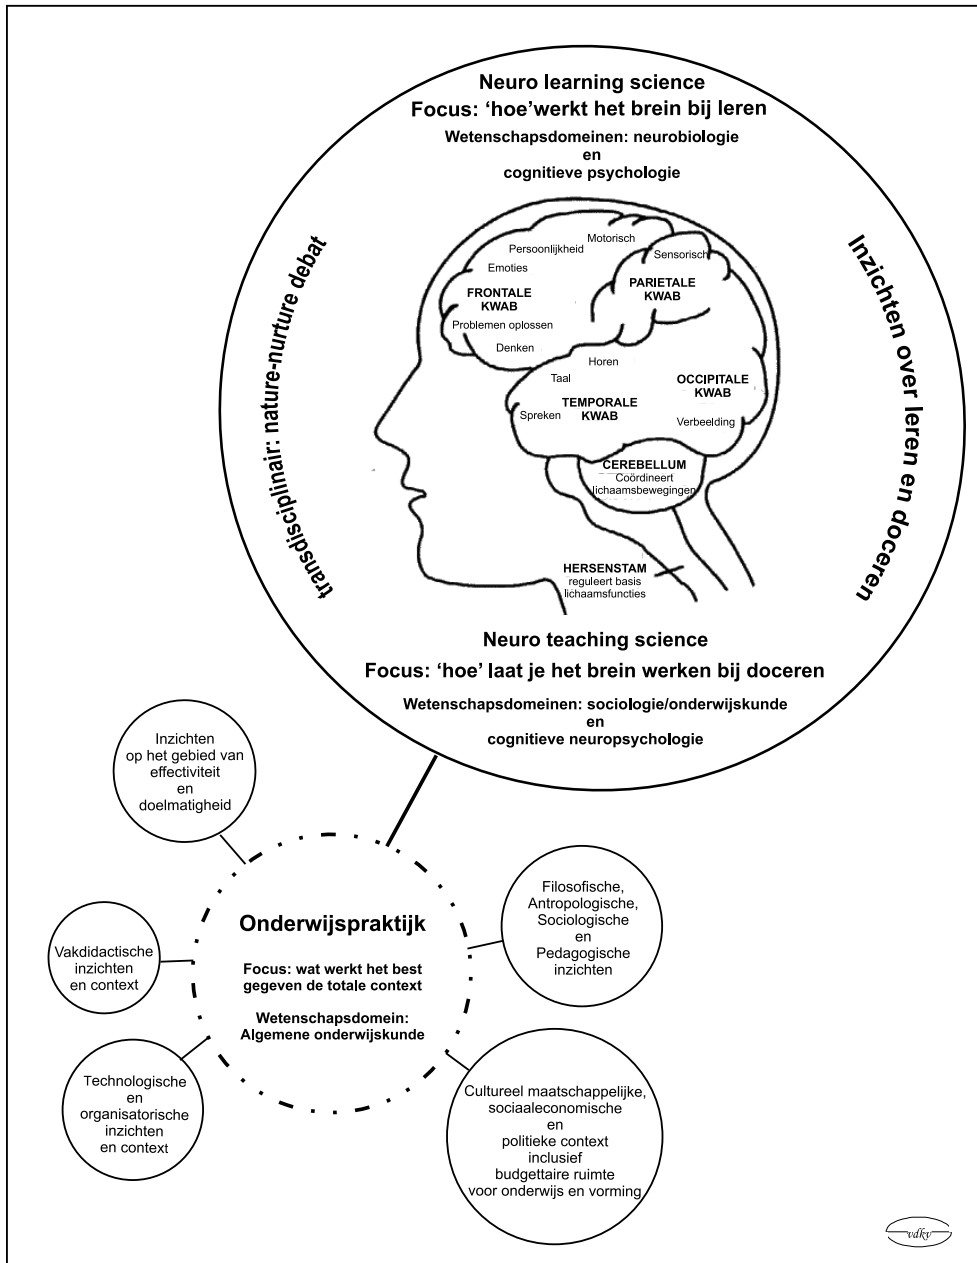 Neuro learning science
Focus: ‘hoe’werkt het brein bij leren
Wetenschapsdomeinen: neurobiologie
en
cognitieve psychologie
transdisciplinair: nature-nurture debat
Inzichten over leren en doceren
Motorisch
Persoonlijkheid
Sensorisch
Emoties
FRONTALE
KWAB
PARIETALE
KWAB
Problemen oplossen
Denken
Horen
Taal
TEMPORALE
KWAB
OCCIPITALE
KWAB
Spreken
Verbeelding
CEREBELLUM
Coördineert
lichaamsbewegingen
HERSENSTAM
reguleert basis
lichaamsfuncties
Neuro teaching science
Focus: ‘hoe’ laat je het brein werken bij doceren
Wetenschapsdomeinen: sociologie/onderwijskunde
en
cognitieve neuropsychologie
Inzichten
op het gebied van
effectiviteit
en
doelmatigheid
Onderwijspraktijk
Focus: wat werkt het best
gegeven de totale context
Wetenschapsdomein:
Algemene onderwijskunde
Filosofische,
Antropologische,
Sociologische
en
Pedagogische
inzichten
Vakdidactische
inzichten
en context
Technologische
en
organisatorische
inzichten
en context
Cultureel maatschappelijke,
sociaaleconomische
en
politieke context
inclusief
budgettaire ruimte
voor onderwijs en vorming
vdkv